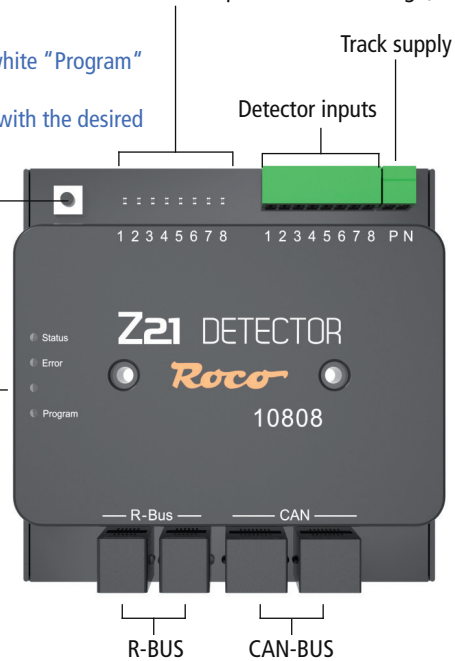 hite “Program”
with the desired
Track supply
Detector inputs
1 2 3 4 5 6 7 8 1 2 3 4 5 6 7 8 P N
Z21 DETECTOR
Roco
10808
Status
Error
Program
R-Bus CAN
R-BUS CAN-BUS